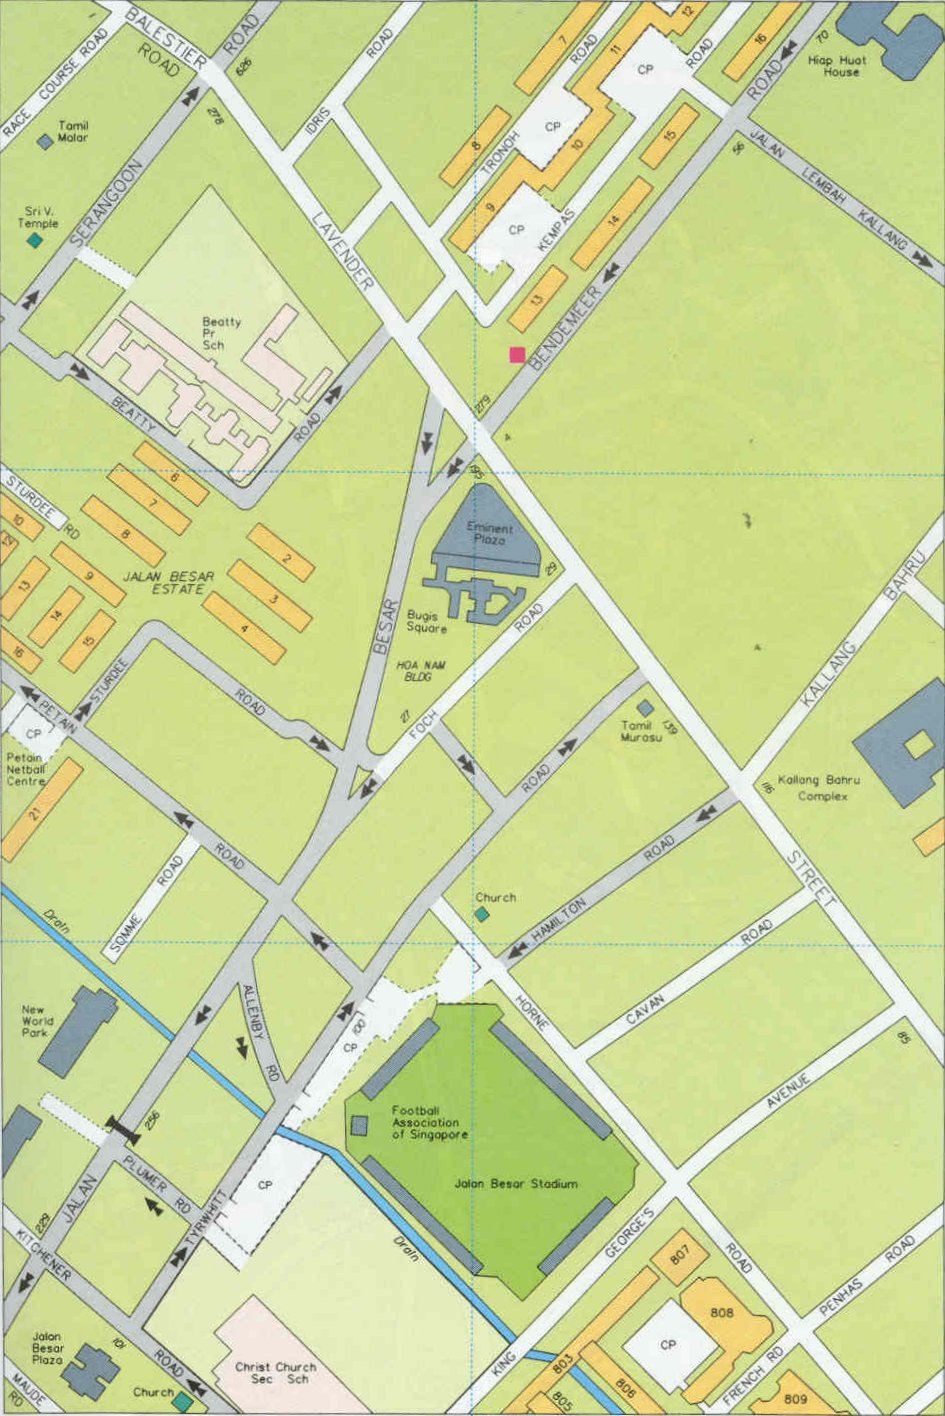 BALESTIER
ROAD
ROAD
626
IDRIS
ROAD
7
ROAD
11
12
CP
ROAD
16
ROAD
70
Hiap Huat
House
RACE COURSE ROAD
Tamil
Malar
278
8
TRONOH
CP
10
15
56
JALAN
LEMBAH KALLANG
Sri V.
Temple
SERANGOON
LAVENDER
9
CP
KEMPAS
14
13
BENDEMEER
Beatty
Pr
Sch
BEATTY
ROAD
279
4
195
STURDEE
RD
10
6
7
8
9
2
3
4
13
14
15
16
JALAN BESAR
ESTATE
Eminent
Plaza
29
Bugis
Square
ROAD
BESAR
HOA NAM
BLDG
27
FOCH
KALLANG
BAHRU
PETAIN
STURDEE
ROAD
CP
Petain
Netball
Centre
21
Tamil
Murasu
139
ROAD
116
Kallang Bahru
Complex
ROAD
SOMME
ROAD
Drain
ROAD
HAMILTON
STREET
Church
ROAD
CAVAN
HORNE
New
World
Park
ALLENBY
RD
100
CP
85
AVENUE
256
Football
Association
of Singapore
Jalan Besar Stadium
PLUMER RD
CP
JALAN
229
TYRWHITT
KITCHENER
Drain
GEORGE'S
ROAD
807
808
PENHAS
ROAD
Jalan
Besar
Plaza
101
ROAD
MAUDE
RD
Church
Christ Church
Sec Sch
KING
803
CP
806
805
FRENCH RD
809